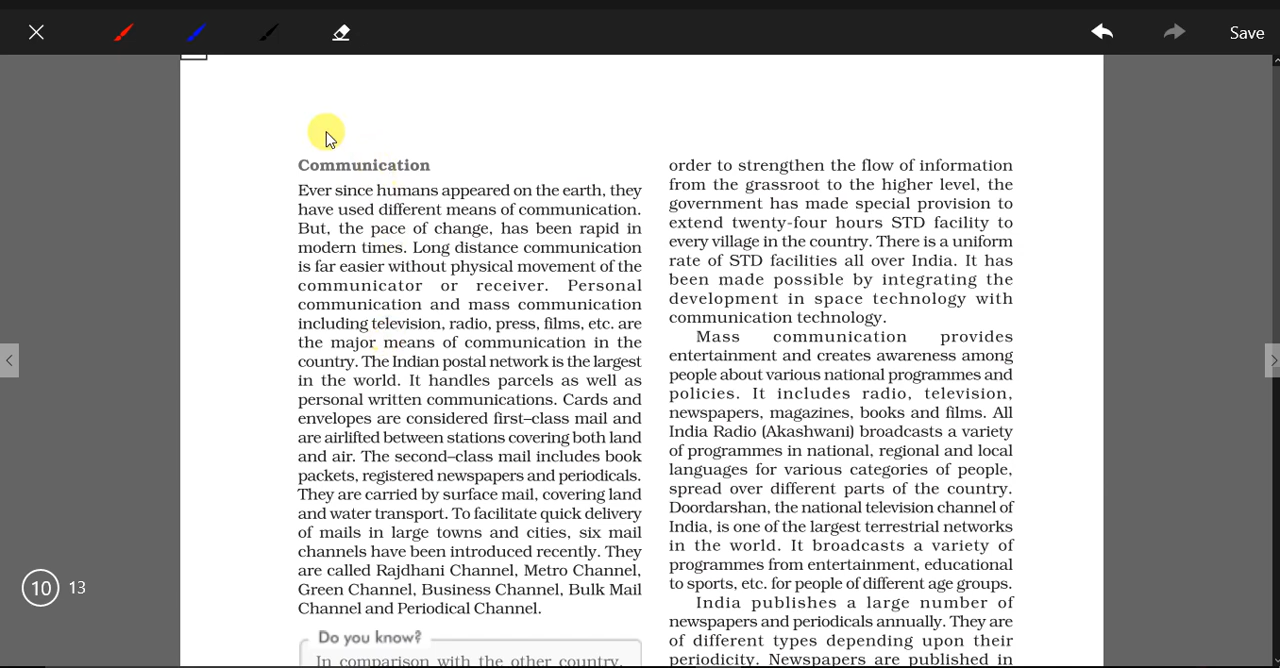 Save
Communication
Ever since humans appeared on the earth, they
have used different means of communication.
But, the pace of change, has been rapid in
modern times. Long distance communication
is far easier without physical movement of the
communicator or receiver. Personal
communication and mass communication
including television, radio, press, films, etc. are
the major means of communication in the
country. The Indian postal network is the largest
in the world. It handles parcels as well as
personal written communications. Cards and
envelopes are considered first–class mail and
are airlifted between stations covering both land
and air. The second–class mail includes book
packets, registered newspapers and periodicals.
They are carried by surface mail, covering land
and water transport. To facilitate quick delivery
of mails in large towns and cities, six mail
channels have been introduced recently. They
are called Rajdhani Channel, Metro Channel,
Green Channel, Business Channel, Bulk Mail
Channel and Periodical Channel.
Do you know?
In comparison with the other country,
order to strengthen the flow of information
from the grassroot to the higher level, the
government has made special provision to
extend twenty-four hours STD facility to
every village in the country. There is a uniform
rate of STD facilities all over India. It has
been made possible by integrating the
development in space technology with
communication technology.
Mass communication provides
entertainment and creates awareness among
people about various national programmes and
policies. It includes radio, television,
newspapers, magazines, books and films. All
India Radio (Akashwani) broadcasts a variety
of programmes in national, regional and local
languages for various categories of people,
spread over different parts of the country.
Doordarshan, the national television channel of
India, is one of the largest terrestrial networks
in the world. It broadcasts a variety of
programmes from entertainment, educational
to sports, etc. for people of different age groups.
India publishes a large number of
newspapers and periodicals annually. They are
of different types depending upon their
periodicity. Newspapers are published in
10 13